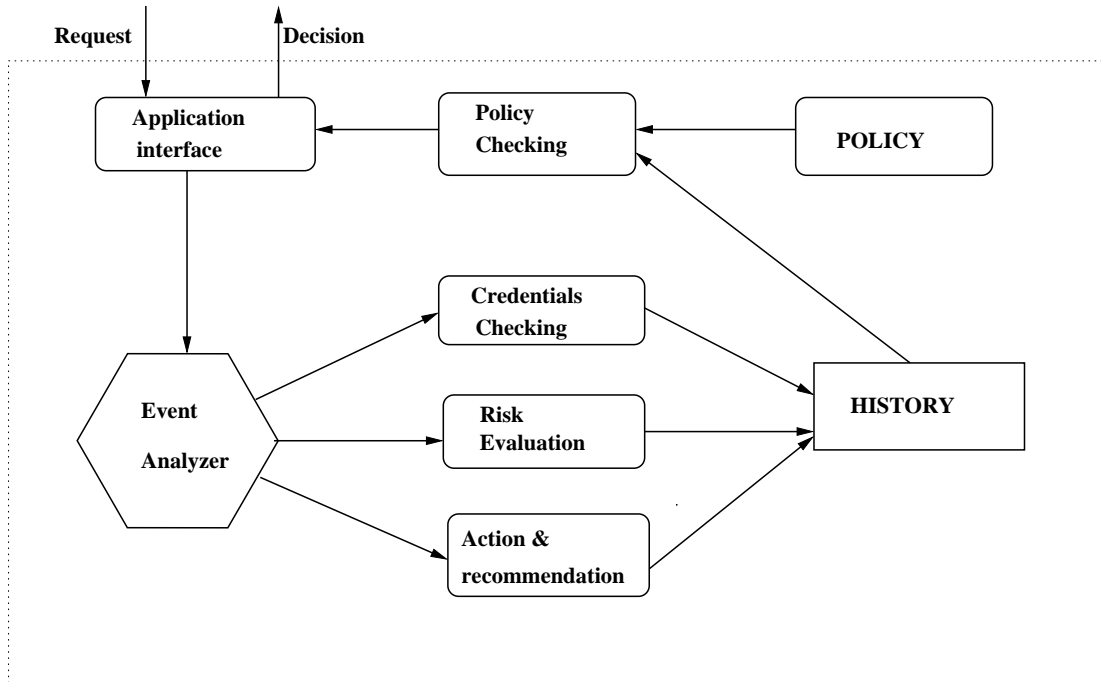 Request
Decision
Application
interface
Policy
Checking
POLICY
Credentials
Checking
Event
Analyzer
Risk
Evaluation
HISTORY
Action &
recommendation